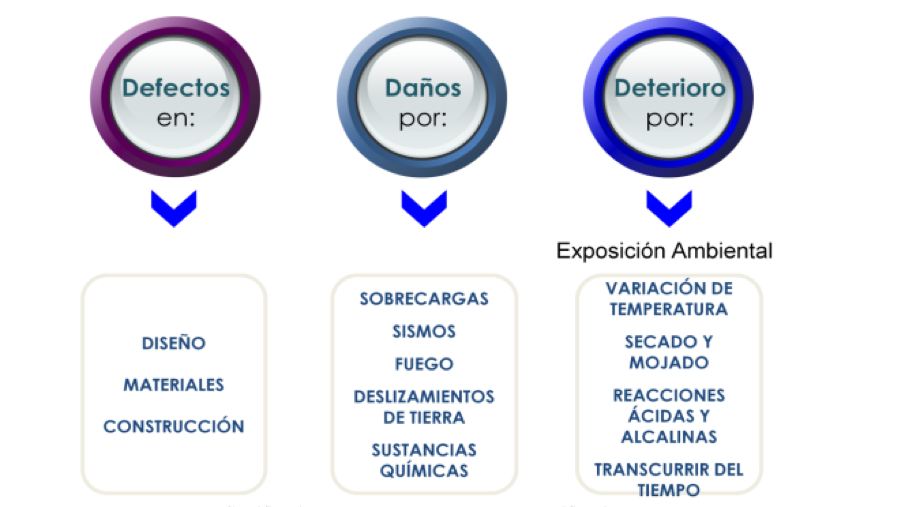 Defectos
en:
Daños
por:
Deterioro
por:
Exposición Ambiental
DISEÑO
MATERIALES
CONSTRUCCIÓN
SOBRECARGAS
SISMOS
FUEGO
DESLIZAMIENTOS
DE TIERRA
SUSTANCIAS
QUÍMICAS
VARIACIÓN DE
TEMPERATURA
SECADO Y
MOJADO
REACCIONES
ÁCIDAS Y
ALCALINAS
TRANSCURRIR DEL
TIEMPO